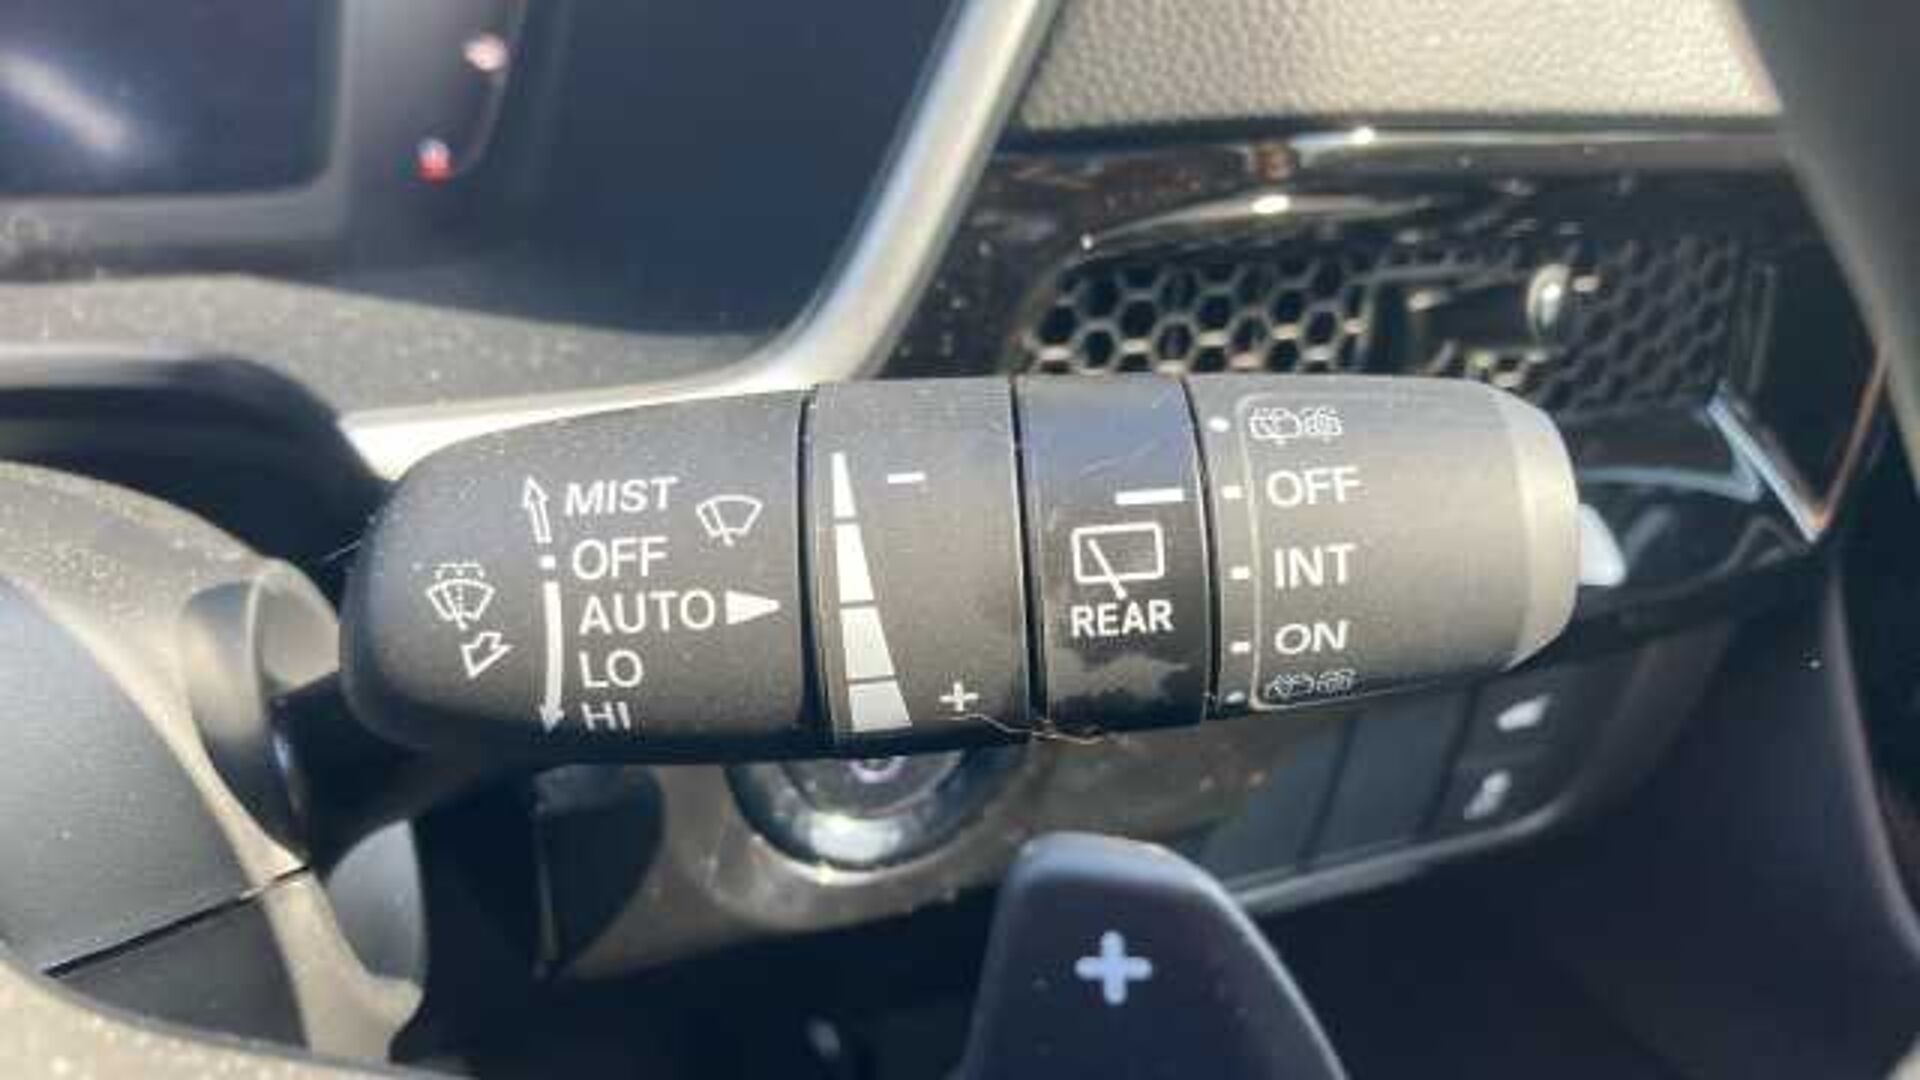 MIST
OFF
AUTO
LO
HI
−
+
REAR
OFF
INT
ON
+